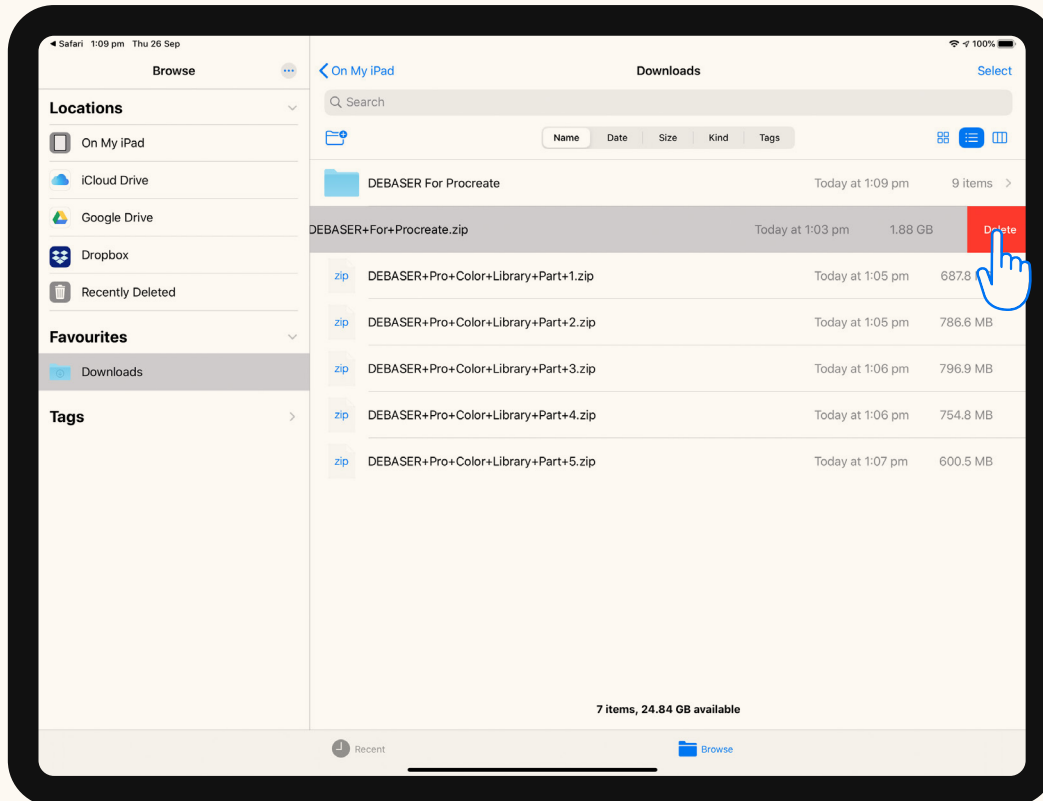 Safari 1:09 pm Thu 26 Sep
100%
Browse
On My iPad
Downloads
Select
Locations
On My iPad
iCloud Drive
Google Drive
Dropbox
Recently Deleted
Favourites
Downloads
Tags
Search
Name Date Size Kind Tags
DEBASER For Procreate Today at 1:09 pm 9 items
DEBASER+For+Procreate.zip Today at 1:03 pm 1.88 GB Delete
zip DEBASER+Pro+Color+Library+Part+1.zip Today at 1:05 pm 687.8
zip DEBASER+Pro+Color+Library+Part+2.zip Today at 1:05 pm 786.6 MB
zip DEBASER+Pro+Color+Library+Part+3.zip Today at 1:06 pm 796.9 MB
zip DEBASER+Pro+Color+Library+Part+4.zip Today at 1:06 pm 754.8 MB
zip DEBASER+Pro+Color+Library+Part+5.zip Today at 1:07 pm 600.5 MB
7 items, 24.84 GB available
Recent
Browse